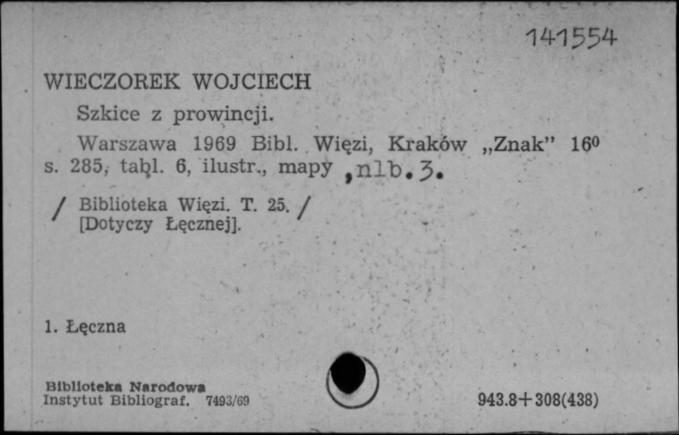 141554
WIECZOREK WOJCIECH
Szkice z prowincji.
Warszawa 1969 Bibl. Więzi, Kraków „Znak" 16⁰
s. 285, tabl. 6, ilustr., mapy , nlb. 3.
/ Biblioteka Więzi. T. 25. /
[Dotyczy Łęcznej].
1. Łęczna
Biblioteka Narodowa
Instytut Bibliograf. 7493/69
943.8+308(438)